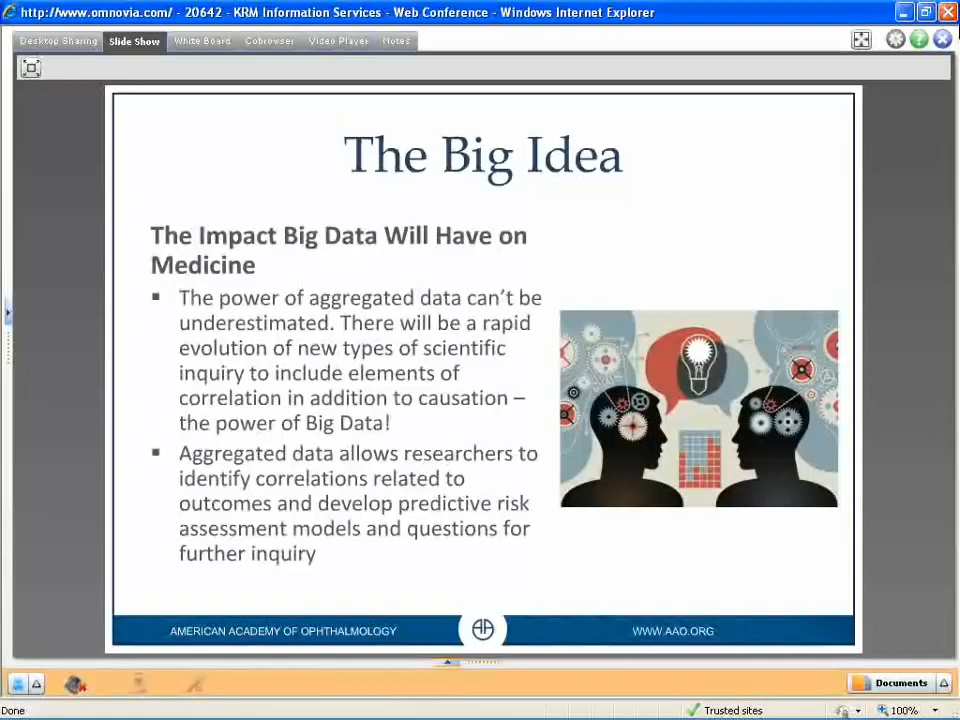 http://www.omnovia.com/ - 20642 - KRM Information Services - Web Conference - Windows Internet Explorer
Desktop Sharing Slide Show White Board Cobrowser Video Player Notes
The Big Idea
The Impact Big Data Will Have on
Medicine
▪ The power of aggregated data can’t be
underestimated. There will be a rapid
evolution of new types of scientific
inquiry to include elements of
correlation in addition to causation –
the power of Big Data!
▪ Aggregated data allows researchers to
identify correlations related to
outcomes and develop predictive risk
assessment models and questions for
further inquiry
AMERICAN ACADEMY OF OPHTHALMOLOGY
WWW.AAO.ORG
Documents
Done
Trusted sites
100%